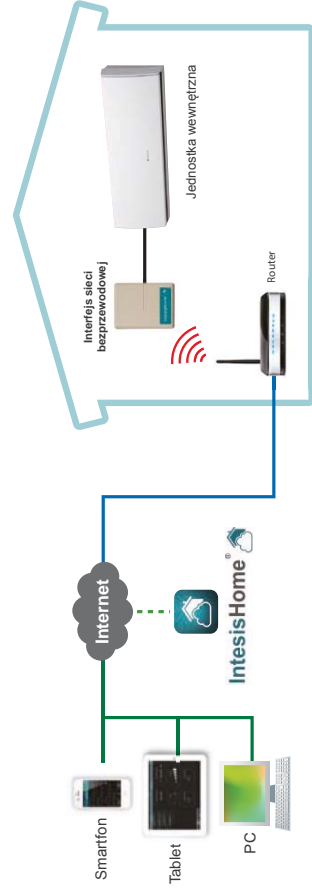 Smartfon
Tablet
PC
Internet
IntesisHome®
Interfejs sieci
bezprzewodowej
Jednostka wewnętrzna
Router